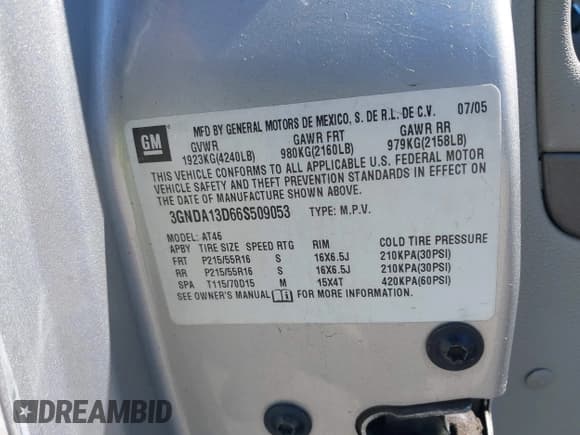 GM
MFD BY GENERAL MOTORS DE MEXICO, S. DE R.L. DE C.V. 07/05
GVWR GAWR FRT GAWR RR
1923KG(4240LB) 980KG(2160LB) 979KG(2158LB)
THIS VEHICLE CONFORMS TO ALL APPLICABLE U.S. FEDERAL MOTOR
VEHICLE SAFETY AND THEFT PREVENTION STANDARDS IN EFFECT ON
THE DATE OF MANUFACTURE SHOWN ABOVE.
3GNDA13D66S509053 TYPE: M.P.V.
MODEL: AT46
APBY TIRE SIZE SPEED RTG RIM COLD TIRE PRESSURE
FRT P215/55R16 S 16X6.5J 210KPA(30PSI)
RR P215/55R16 S 16X6.5J 210KPA(30PSI)
SPA T115/70D15 M 15X4T 420KPA(60PSI)
SEE OWNER'S MANUAL FOR MORE INFORMATION.
DREAMBID